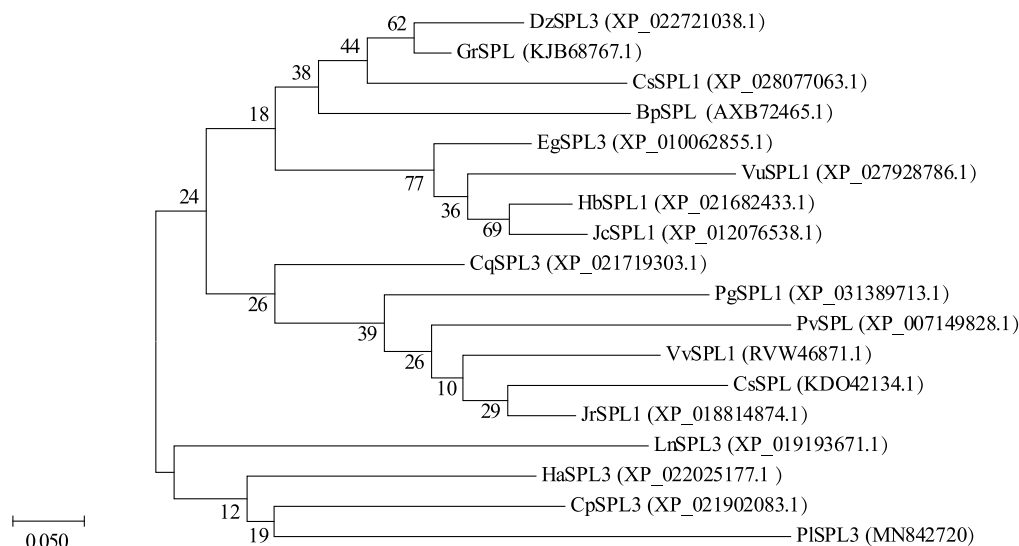 62 DzSPL3 (XP_022721038.1)
44 GrSPL (KJB68767.1)
38 CsSPL1 (XP_028077063.1)
18 BpSPL (AXB72465.1)
EgSPL3 (XP_010062855.1)
77 VuSPL1 (XP_027928786.1)
24 36 HbSPL1 (XP_021682433.1)
69 JcSPL1 (XP_012076538.1)
CqSPL3 (XP_021719303.1)
26 PgSPL1 (XP_031389713.1)
39 PvSPL (XP_007149828.1)
26 VvSPL1 (RVW46871.1)
10 CsSPL (KDO42134.1)
29 JrSPL1 (XP_018814874.1)
LnSPL3 (XP_019193671.1)
HaSPL3 (XP_022025177.1 )
12 CpSPL3 (XP_021902083.1)
19 PlSPL3 (MN842720)
0.050